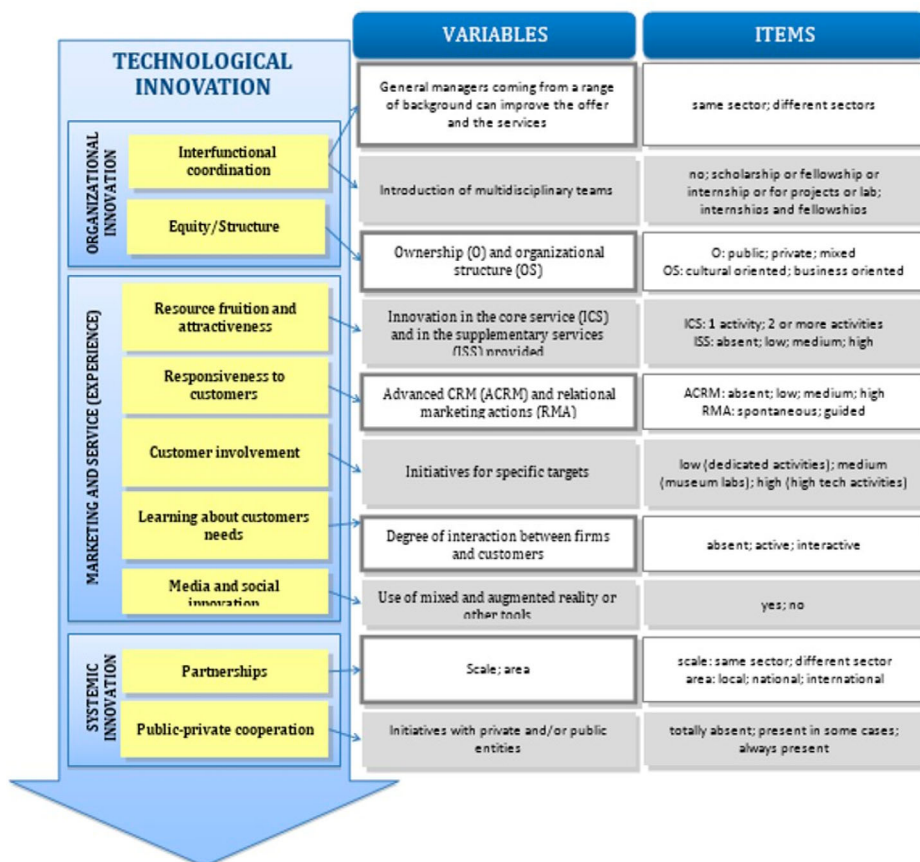 TECHNOLOGICAL
INNOVATION
VARIABLES
ITEMS
ORGANIZATIONAL
INNOVATION
Interfunctional
coordination
General managers coming from a range
of background can improve the offer
and the services
same sector; different sectors
Introduction of multidisciplinary teams
no; scholarship or fellowship or
internship or for projects or lab;
internshios and fellowshios
Equity/Structure
Ownership (O) and organizational
structure (OS)
O: public; private; mixed
OS: cultural oriented; business oriented
MARKETING AND SERVICE (EXPERIENCE)
Resource fruition and
attractiveness
Innovation in the core service (ICS)
and in the supplementary services
(ISS) provided
ICS: 1 activity; 2 or more activities
ISS: absent; low; medium; high
Responsiveness to
customers
Advanced CRM (ACRM) and relational
marketing actions (RMA)
ACRM: absent; low; medium; high
RMA: spontaneous; guided
Customer involvement
Initiatives for specific targets
low (dedicated activities); medium
(museum labs); high (high tech activities)
Learning about customers
needs
Degree of interaction between firms
and customers
absent; active; interactive
Media and social
innovation
Use of mixed and augmented reality or
other tools
yes; no
SYSTEMIC
INNOVATION
Partnerships
Scale; area
scale: same sector; different sector
area: local; national; international
Public-private cooperation
Initiatives with private and/or public
entities
totally absent; present in some cases;
always present